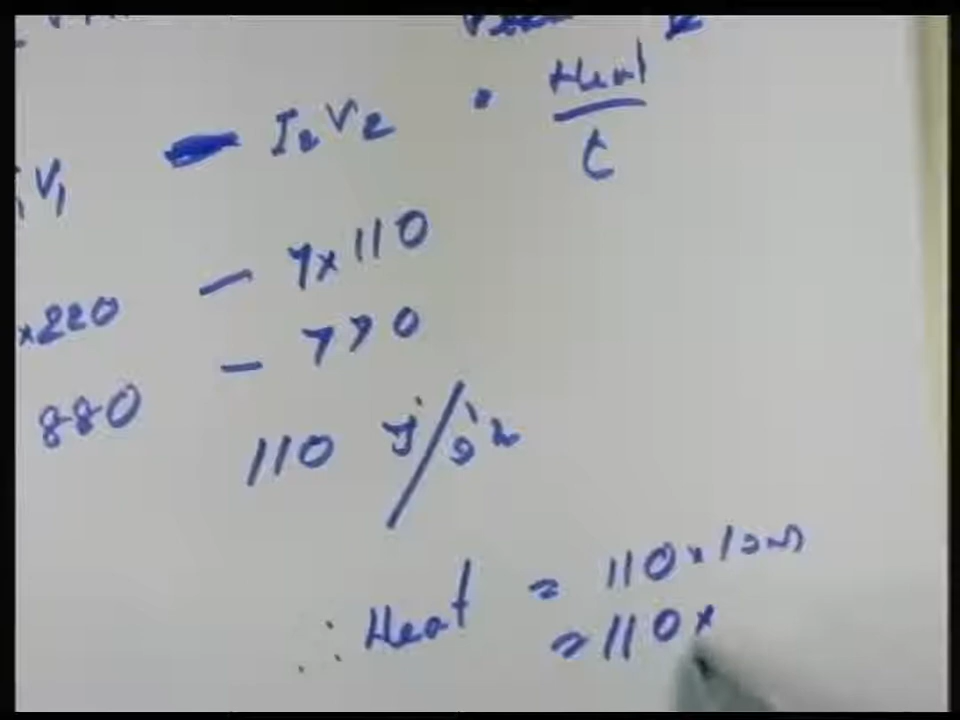 V₁ - I₂V₂ = Heat/t
×220 - 7×110
880 - 770
110 J/
∴ Heat = 110 ×
= 110 ×